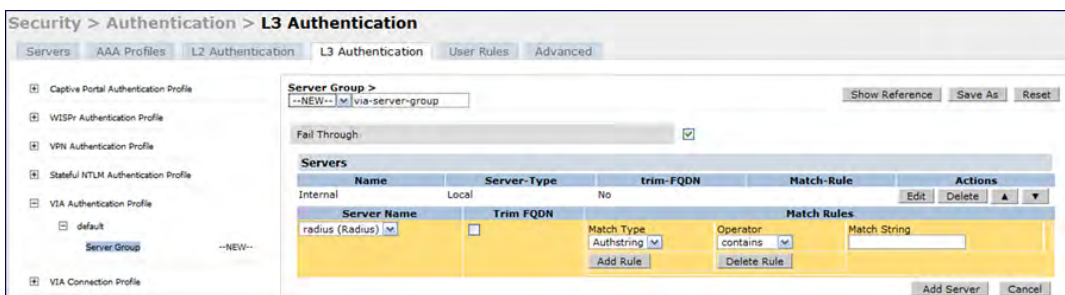 Security > Authentication > L3 Authentication
Servers AAA Profiles L2 Authentication L3 Authentication User Rules Advanced
Captive Portal Authentication Profile
WISPr Authentication Profile
VPN Authentication Profile
Stateful NTLM Authentication Profile
VIA Authentication Profile
default
Server Group --NEW--
VIA Connection Profile
Server Group >
--NEW-- via-server-group
Show Reference Save As Reset
Fail Through
Servers
Name Server-Type trim-FQDN Match-Rule Actions
Internal Local No Edit Delete ▲ ▼
Server Name Trim FQDN Match Rules
radius (Radius) Match Type Operator Match String
Authstring contains
Add Rule Delete Rule
Add Server Cancel